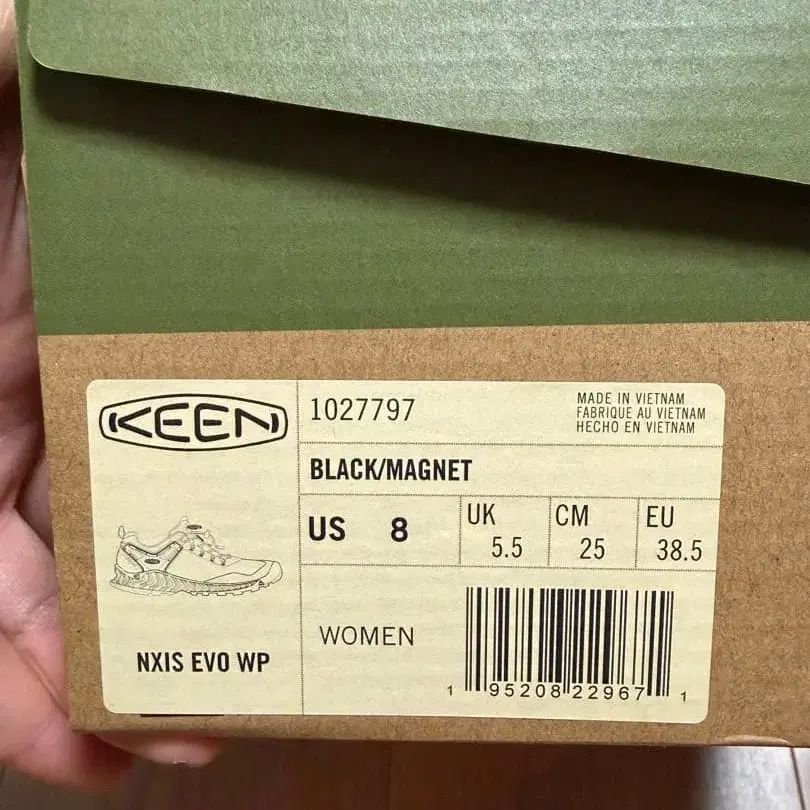 KEEN
1027797
MADE IN VIETNAM
FABRIQUE AU VIETNAM
HECHO EN VIETNAM
BLACK/MAGNET
US 8
UK 5.5
CM 25
EU 38.5
WOMEN
NXIS EVO WP
1 95208 22967 1